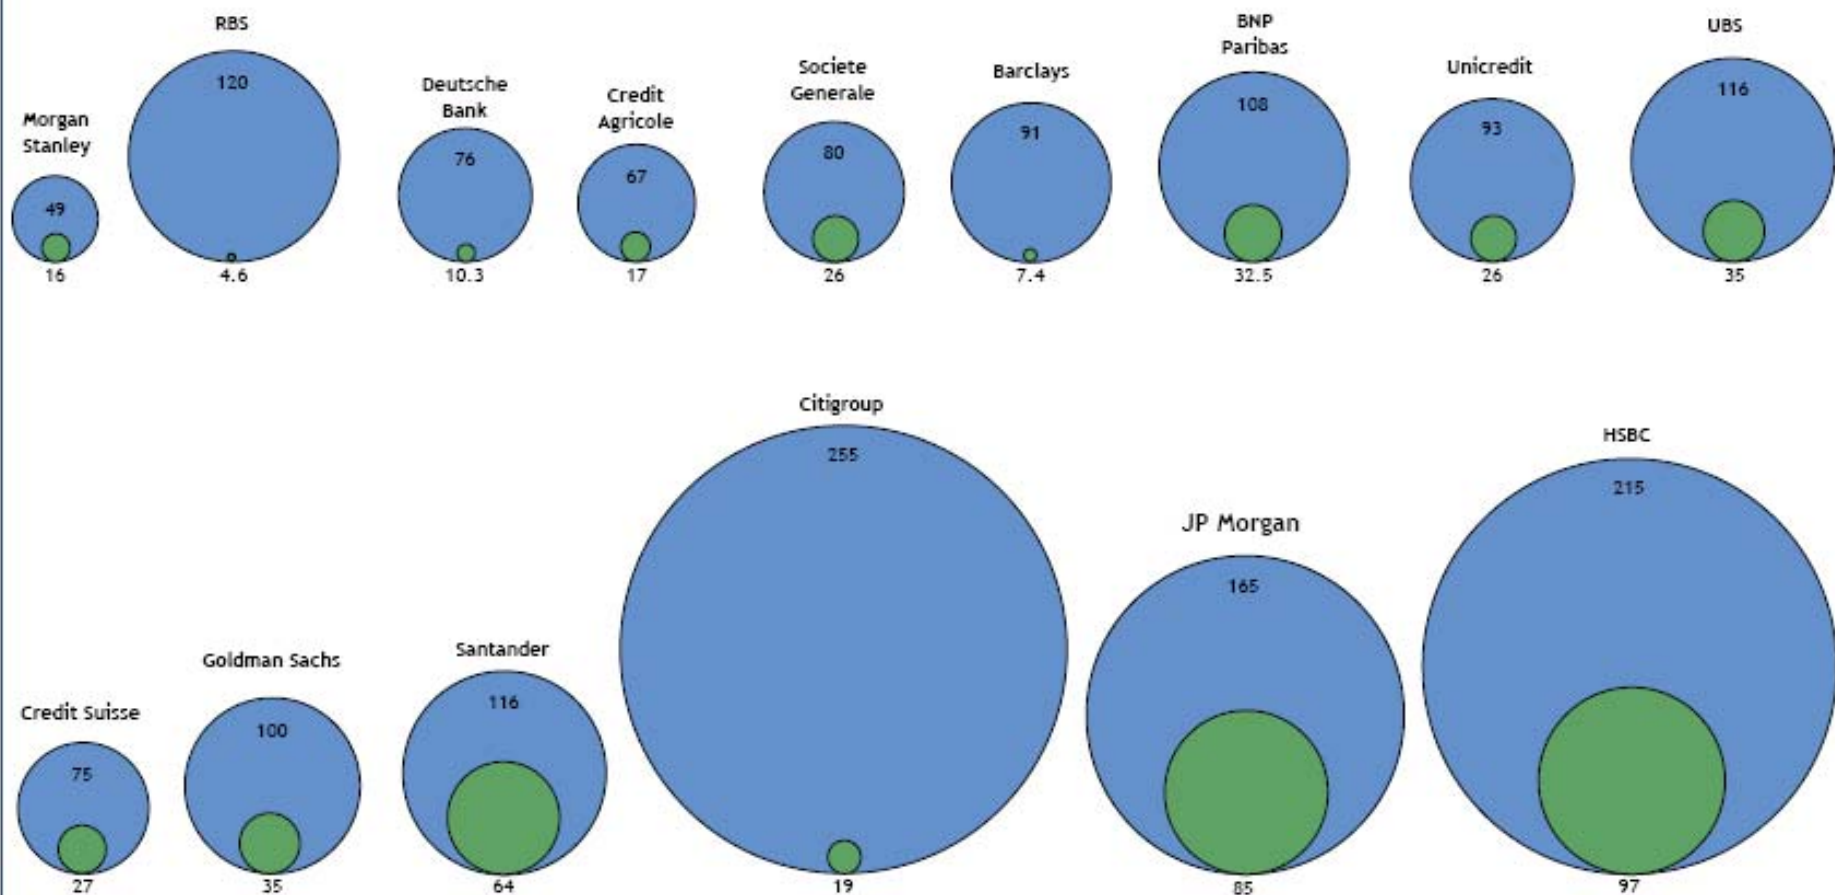 RBS
120
4.6
Morgan
Stanley
49
16
Deutsche
Bank
76
10.3
Credit
Agricole
67
17
Societe
Generale
80
26
Barclays
91
7.4
BNP
Paribas
108
32.5
Unicredit
93
26
UBS
116
35
Credit Suisse
75
27
Goldman Sachs
100
35
Santander
116
64
Citigroup
255
19
JP Morgan
165
85
HSBC
215
97